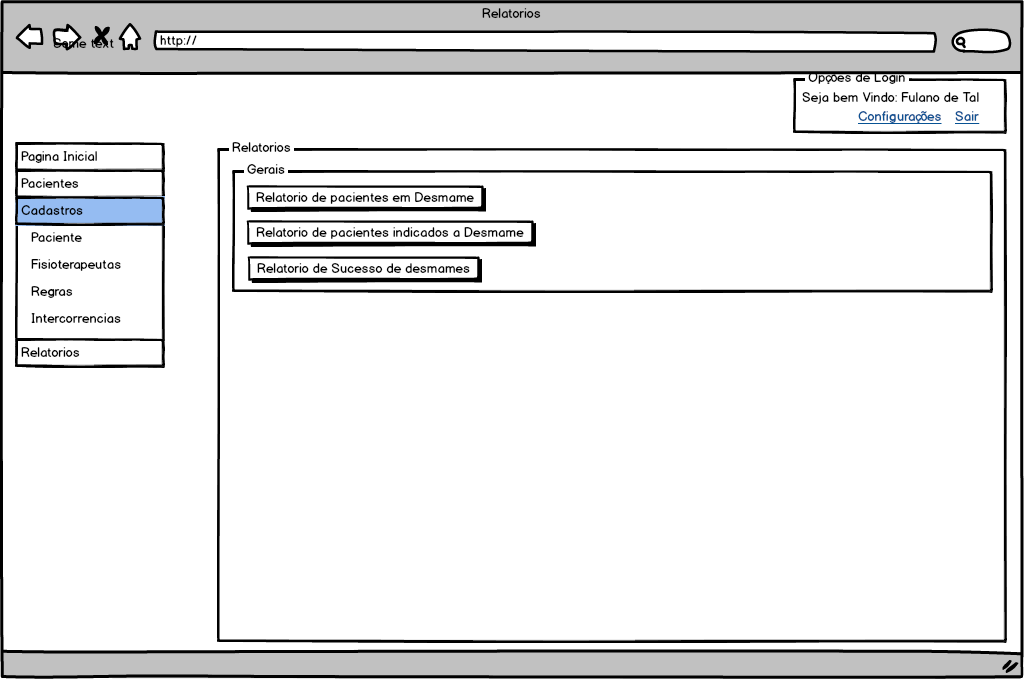 Relatorios
Some text
http://
Opções de Login
Seja bem Vindo: Fulano de Tal
Configurações Sair
Pagina Inicial
Pacientes
Cadastros
Paciente
Fisioterapeutas
Regras
Intercorrencias
Relatorios
Relatorios
Gerais
Relatorio de pacientes em Desmame
Relatorio de pacientes indicados a Desmame
Relatorio de Sucesso de desmames